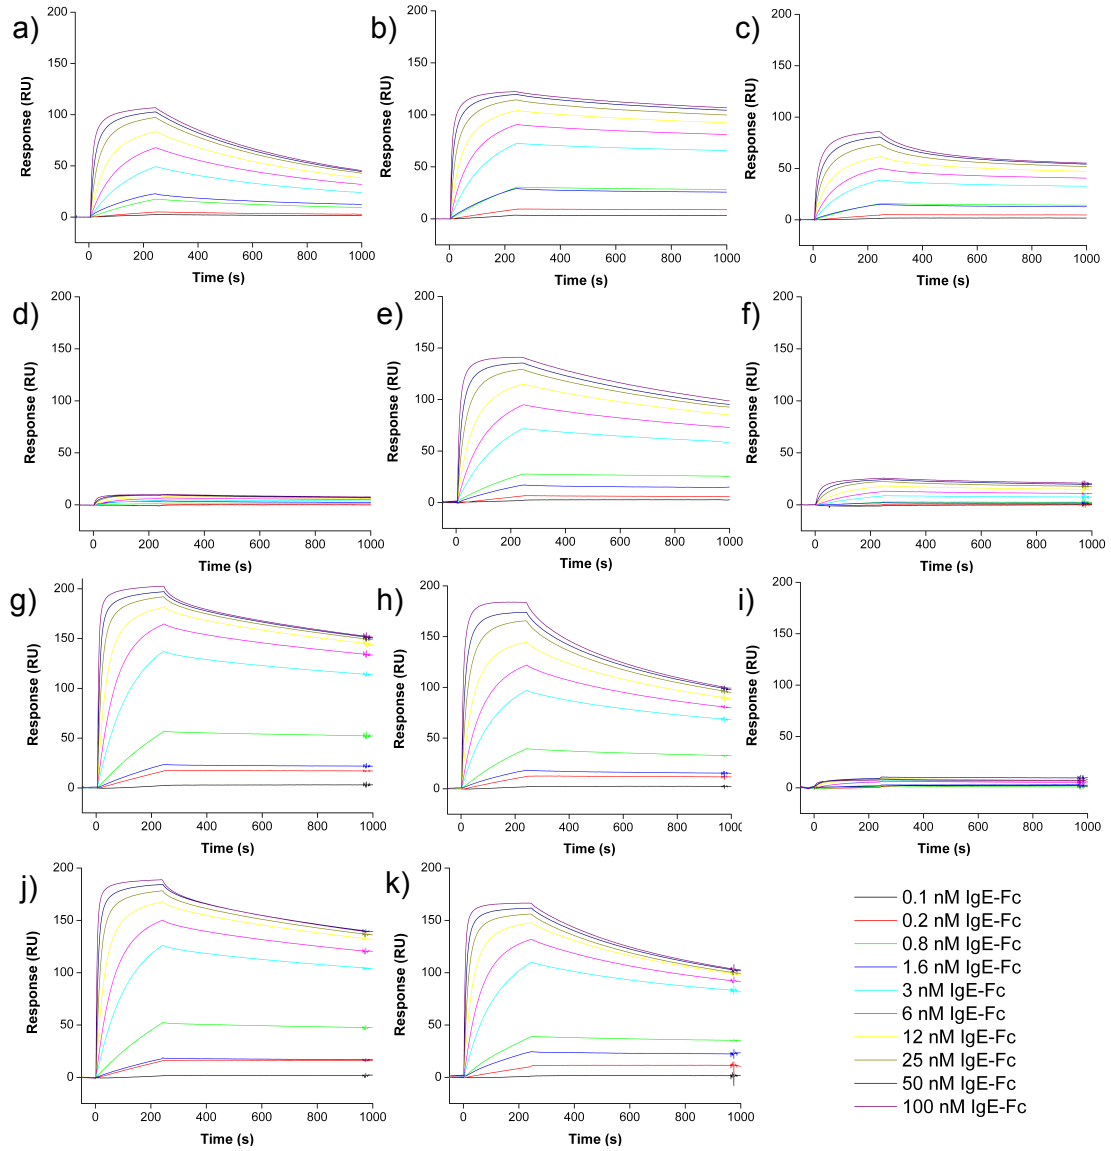 a)
200
150
100
50
0
Response (RU)
0 200 400 600 800 1000
Time (s)
b)
200
150
100
50
0
Response (RU)
0 200 400 600 800 1000
Time (s)
c)
200
150
100
50
0
Response (RU)
0 200 400 600 800 1000
Time (s)
d)
200
150
100
50
0
Response (RU)
0 200 400 600 800 1000
Time (s)
e)
200
150
100
50
0
Response (RU)
0 200 400 600 800 1000
Time (s)
f)
200
150
100
50
0
Response (RU)
0 200 400 600 800 1000
Time (s)
g)
200
150
100
50
0
Response (RU)
0 200 400 600 800 1000
Time (s)
h)
200
150
100
50
0
Response (RU)
0 200 400 600 800 1000
Time (s)
i)
200
150
100
50
0
Response (RU)
0 200 400 600 800 1000
Time (s)
j)
200
150
100
50
0
Response (RU)
0 200 400 600 800 1000
Time (s)
k)
200
150
100
50
0
Response (RU)
0 200 400 600 800 1000
Time (s)
0.1 nM IgE-Fc
0.2 nM IgE-Fc
0.8 nM IgE-Fc
1.6 nM IgE-Fc
3 nM IgE-Fc
6 nM IgE-Fc
12 nM IgE-Fc
25 nM IgE-Fc
50 nM IgE-Fc
100 nM IgE-Fc